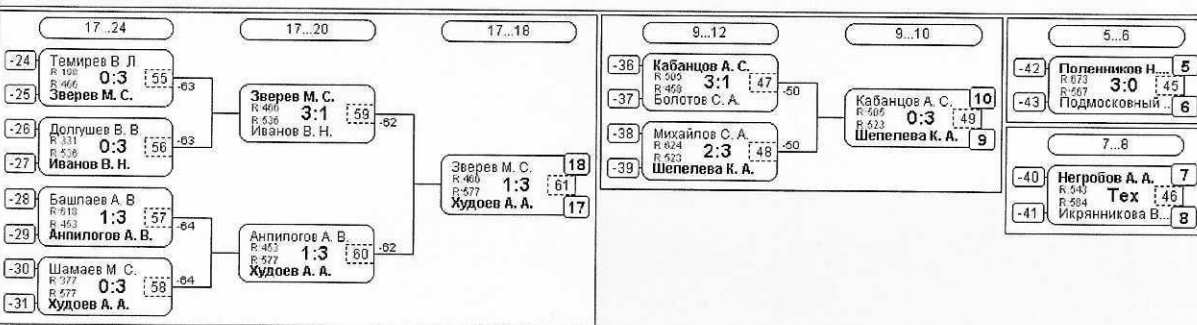 17...24
17...20
17...18
-24
Темирев В. Л
R:198
R:466
0:3
55
-25
Зверев М. С.
-63
-26
Долгушев В. В.
R:331
R:536
0:3
56
-27
Иванов В. Н.
-63
Зверев М. С.
R:466
R:536
3:1
59
Иванов В. Н.
-62
-28
Башлаев А. В
R:618
R:453
1:3
57
-29
Анпилогов А. В.
-64
-30
Шамаев М. С.
R:377
R:577
0:3
58
-31
Худоев А. А.
-64
Анпилогов А. В.
R:453
R:577
1:3
60
Худоев А. А.
-62
Зверев М. С.
18
R:466
R:577
1:3
61
Худоев А. А.
17
9...12
9...10
-36
Кабанцов А. С.
R:505
R:468
3:1
47
-37
Болотов С. А.
-50
-38
Михайлов С. А.
R:624
R:523
2:3
48
-39
Шепелева К. А.
-50
Кабанцов А. С.
10
R:505
R:523
0:3
49
Шепелева К. А.
9
5...6
-42
Поленников Н...
5
R:673
R:567
3:0
45
-43
Подмосковный ...
6
7...8
-40
Негробов А. А.
7
R:543
R:584
Тех
46
-41
Икрянникова В...
8